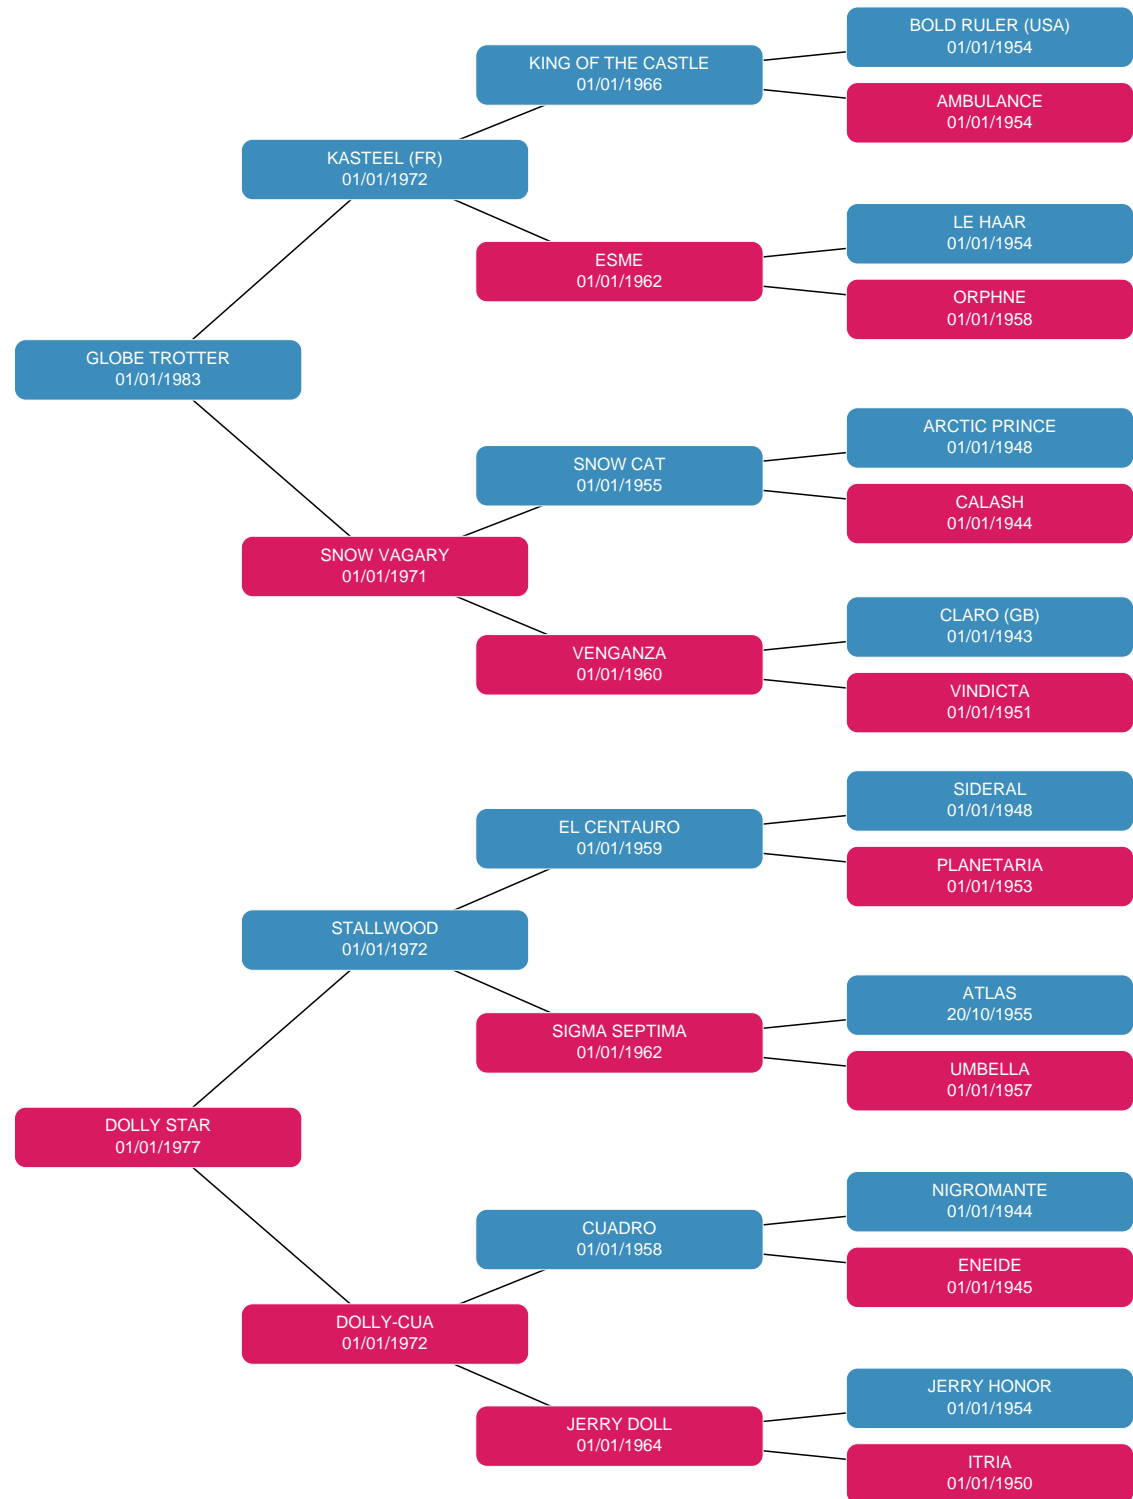 BOLD RULER (USA)
01/01/1954
KING OF THE CASTLE
01/01/1966
AMBULANCE
01/01/1954
KASTEEL (FR)
01/01/1972
LE HAAR
01/01/1954
ESME
01/01/1962
ORPHNE
01/01/1958
GLOBE TROTTER
01/01/1983
ARCTIC PRINCE
01/01/1948
SNOW CAT
01/01/1955
CALASH
01/01/1944
SNOW VAGARY
01/01/1971
CLARO (GB)
01/01/1943
VENGANZA
01/01/1960
VINDICTA
01/01/1951
SIDERAL
01/01/1948
EL CENTAURO
01/01/1959
PLANETARIA
01/01/1953
STALLWOOD
01/01/1972
ATLAS
20/10/1955
SIGMA SEPTIMA
01/01/1962
UMBELLA
01/01/1957
DOLLY STAR
01/01/1977
NIGROMANTE
01/01/1944
CUADRO
01/01/1958
ENEIDE
01/01/1945
DOLLY-CUA
01/01/1972
JERRY HONOR
01/01/1954
JERRY DOLL
01/01/1964
ITRIA
01/01/1950